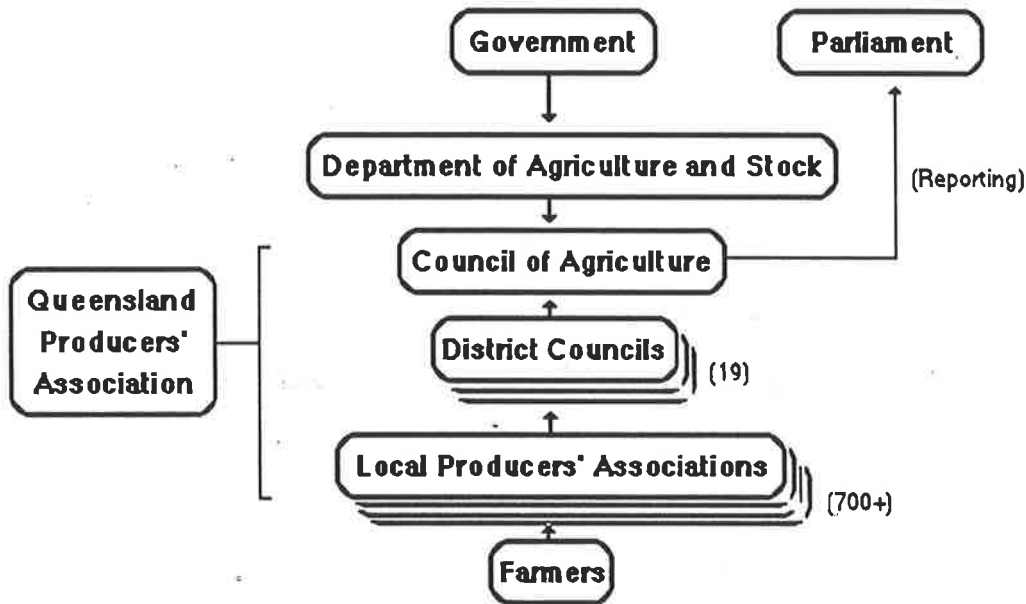 Government
Parliament
Department of Agriculture and Stock
(Reporting)
Council of Agriculture
Queensland
Producers'
Association
District Councils
(19)
Local Producers' Associations
(700+)
Farmers